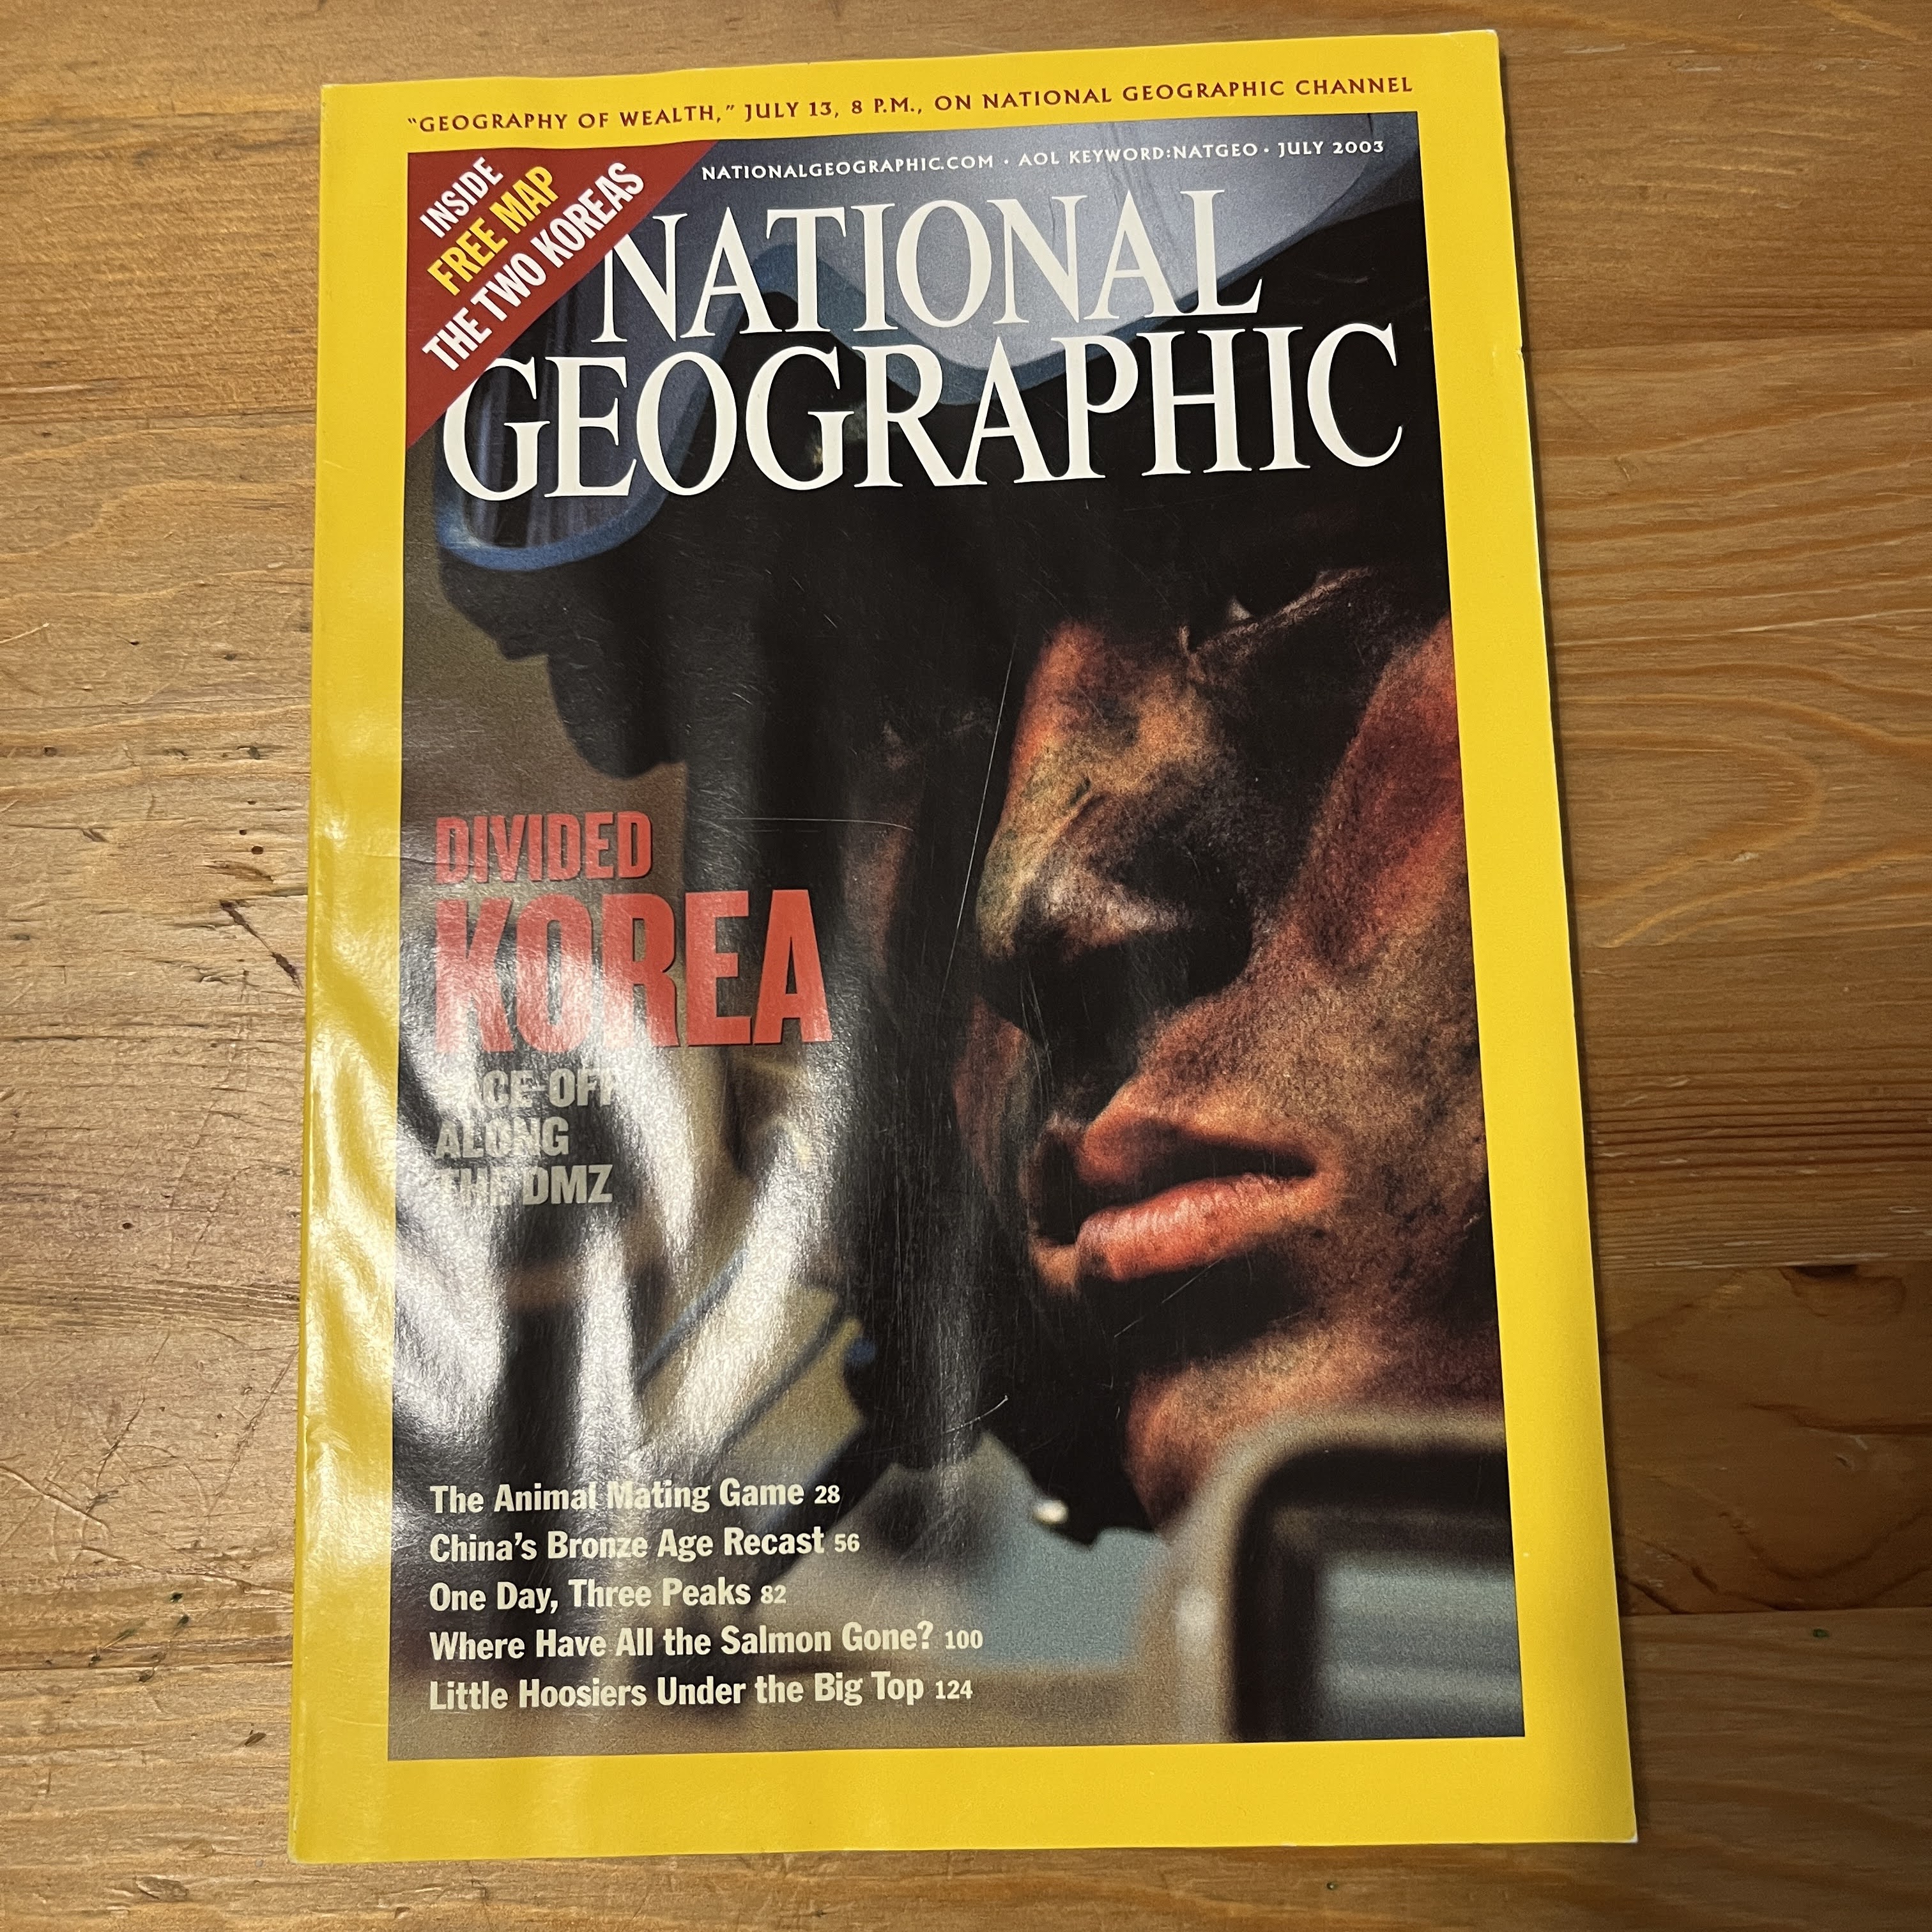 "GEOGRAPHY OF WEALTH," JULY 13, 8 P.M., ON NATIONAL GEOGRAPHIC CHANNEL
NATIONALGEOGRAPHIC.COM · AOL KEYWORD:NATGEO · JULY 2003
INSIDE
FREE MAP
THE TWO KOREAS
NATIONAL
GEOGRAPHIC
DIVIDED
KOREA
FACE-OFF
ALONG
THE DMZ
The Animal Mating Game 28
China's Bronze Age Recast 56
One Day, Three Peaks 82
Where Have All the Salmon Gone? 100
Little Hoosiers Under the Big Top 124